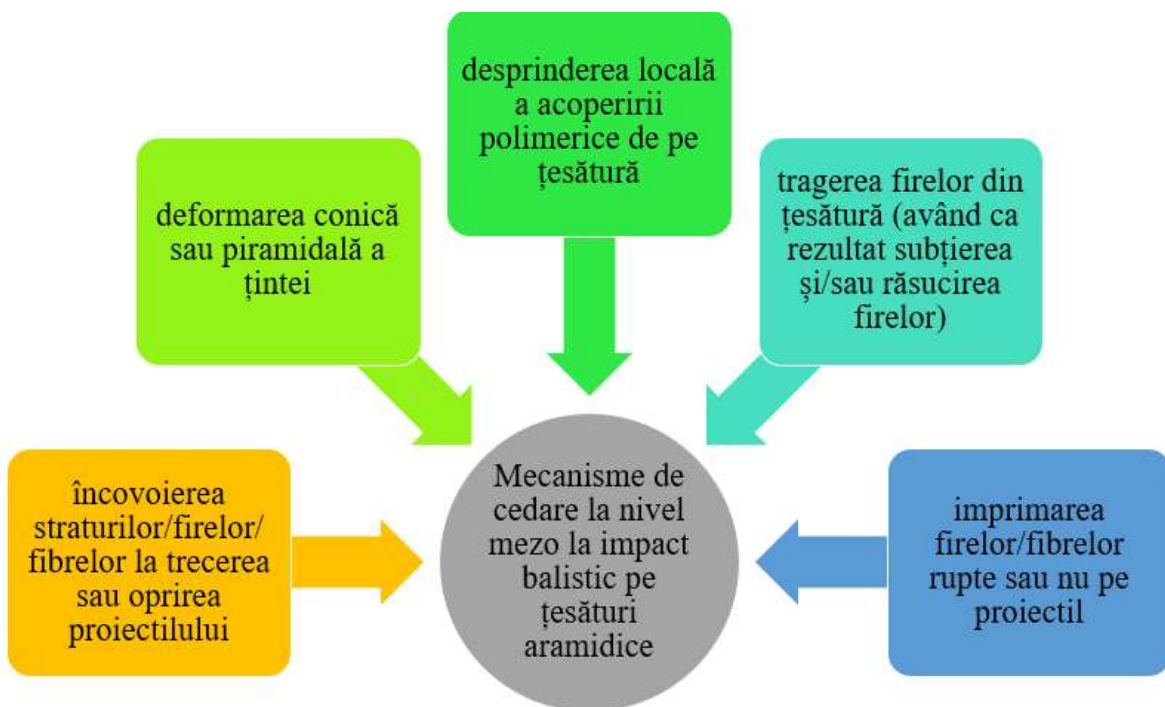 desprinderea locală
a acoperirii
polimerice de pe
țesătură
deformarea conică
sau piramidală a
țintei
tragerea firelor din
țesătură (având ca
rezultat subțierea
și/sau răsucirea
firelor)
încovoierea
straturilor/firelor/
fibrelor la trecerea
sau oprirea
proiectilului
Mecanisme de
cedare la nivel
mezo la impact
balistic pe
țesături
aramidice
imprimarea
firelor/fibrelor
rupte sau nu pe
proiectil